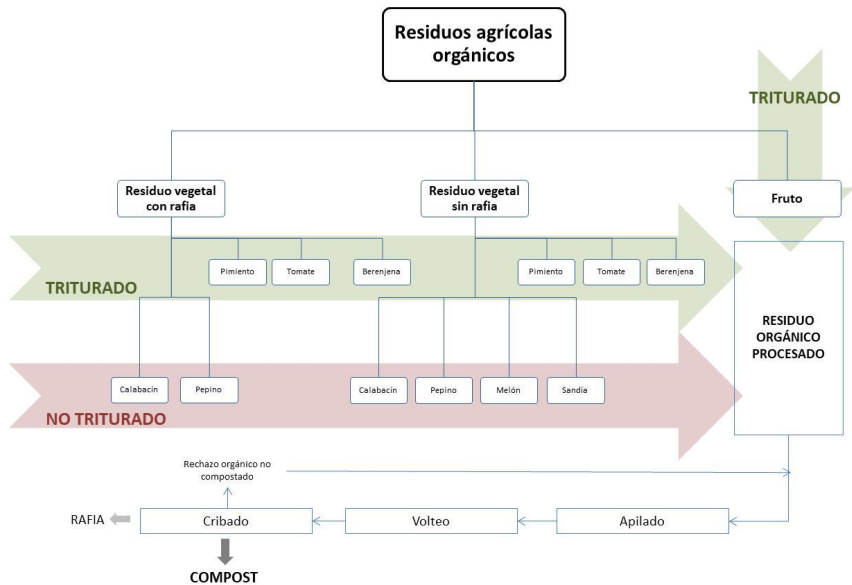 Residuos agrícolas
orgánicos
TRITURADO
Residuo vegetal
con rafia
Residuo vegetal
sin rafia
Fruto
Pimiento
Tomate
Berenjena
Pimiento
Tomate
Berenjena
TRITURADO
RESIDUO
ORGÁNICO
PROCESADO
Calabacín
Pepino
Calabacín
Pepino
Melón
Sandía
NO TRITURADO
Rechazo orgánico no
compostado
RAFIA
Cribado
Volteo
Apilado
COMPOST